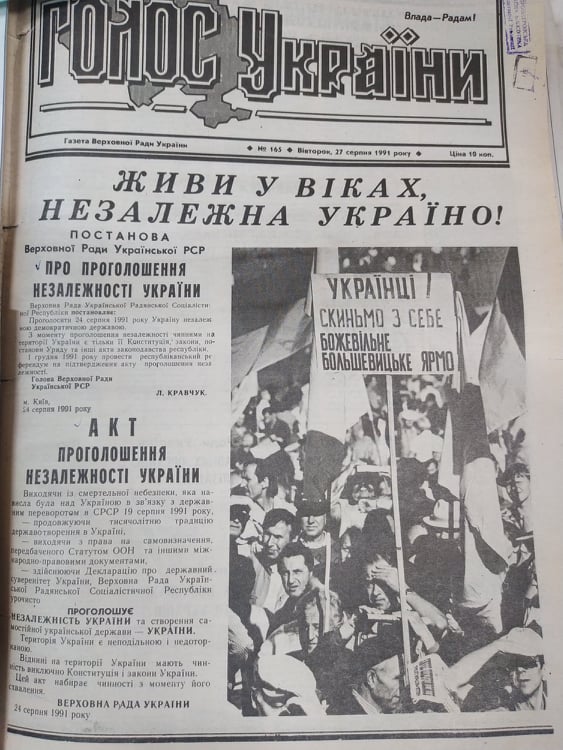 Влада—Радам!
ГОЛОС УКРАЇНИ
Газета Верховної Ради України ◆ № 165 ◆ Вівторок, 27 серпня 1991 року ◆ Ціна 10 коп.
ЖИВИ У ВІКАХ,
НЕЗАЛЕЖНА УКРАЇНО!
ПОСТАНОВА
Верховної Ради Української РСР
ПРО ПРОГОЛОШЕННЯ
НЕЗАЛЕЖНОСТІ УКРАЇНИ
Верховна Рада Української Радянської Соціалістич-
ної Республіки постановляє:
Проголосити 24 серпня 1991 року Україну незалеж-
ною демократичною державою.
З моменту проголошення незалежності чинними на
території України є тільки її Конституція, закони, поста-
нови Уряду та інші акти законодавства республіки.
1 грудня 1991 року провести республіканський ре-
ферендум на підтвердження акту проголошення неза-
лежності.
Голова Верховної Ради
Української РСР
Л. КРАВЧУК.
м. Київ,
24 серпня 1991 року
АКТ
ПРОГОЛОШЕННЯ
НЕЗАЛЕЖНОСТІ УКРАЇНИ
Виходячи із смертельної небезпеки, яка на-
висла була над Україною в зв'язку з держав-
ним переворотом в СРСР 19 серпня 1991 року,
— продовжуючи тисячолітню традицію
державотворення в Україні,
— виходячи з права на самовизначення,
передбаченого Статутом ООН та іншими між-
народно-правовими документами,
— здійснюючи Декларацію про державний
суверенітет України, Верховна Рада Україн-
ської Радянської Соціалістичної Республіки
урочисто
ПРОГОЛОШУЄ
НЕЗАЛЕЖНІСТЬ УКРАЇНИ та створення са-
мостійної української держави — УКРАЇНИ.
Територія України є неподільною і недотор-
каною.
Віднині на території України мають чин-
ність виключно Конституція і закони України.
Цей акт набирає чинності з моменту його
схвалення.
ВЕРХОВНА РАДА УКРАЇНИ
24 серпня 1991 року
УКРАЇНЦІ!
СКИНЬМО З СЕБЕ
БОЖЕВІЛЬНЕ
БОЛЬШЕВИЦЬКЕ ЯРМО